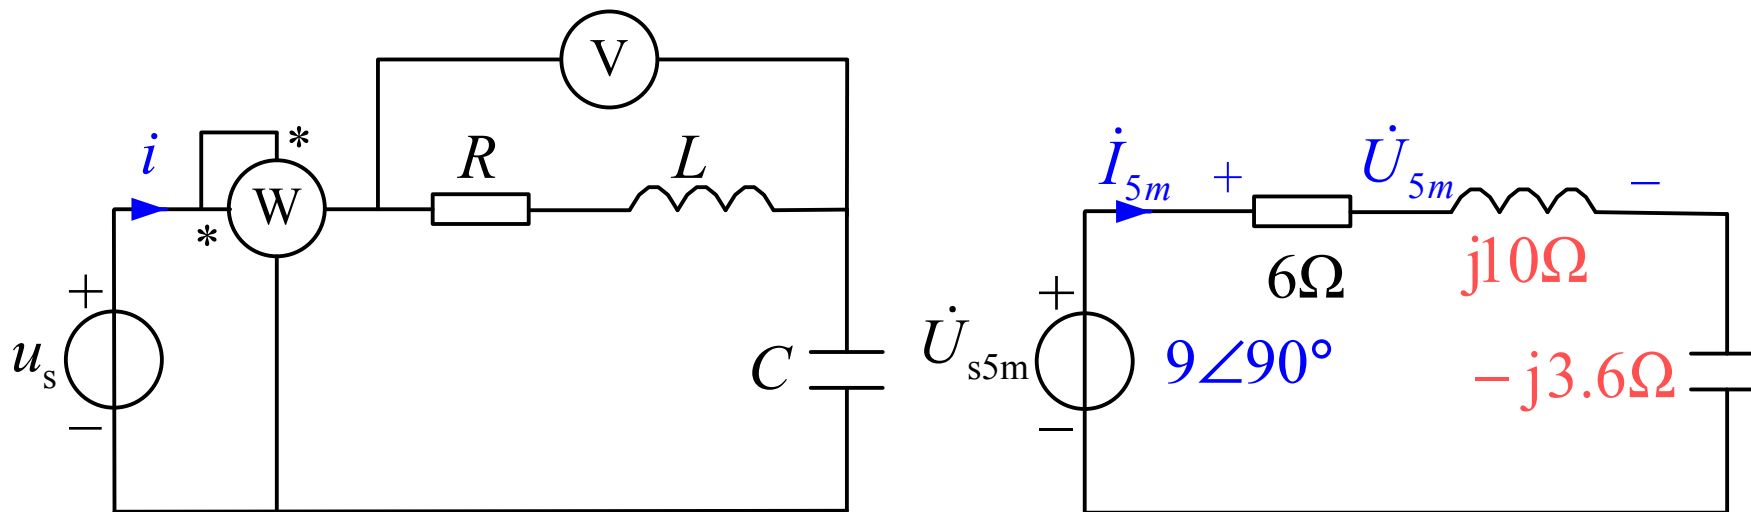 V
i
*
R
L
W
*
+
u_s
−
C
İ_5m
+
U̇_5m
−
6Ω
j10Ω
+
U̇_s5m
9∠90°
−j3.6Ω
−